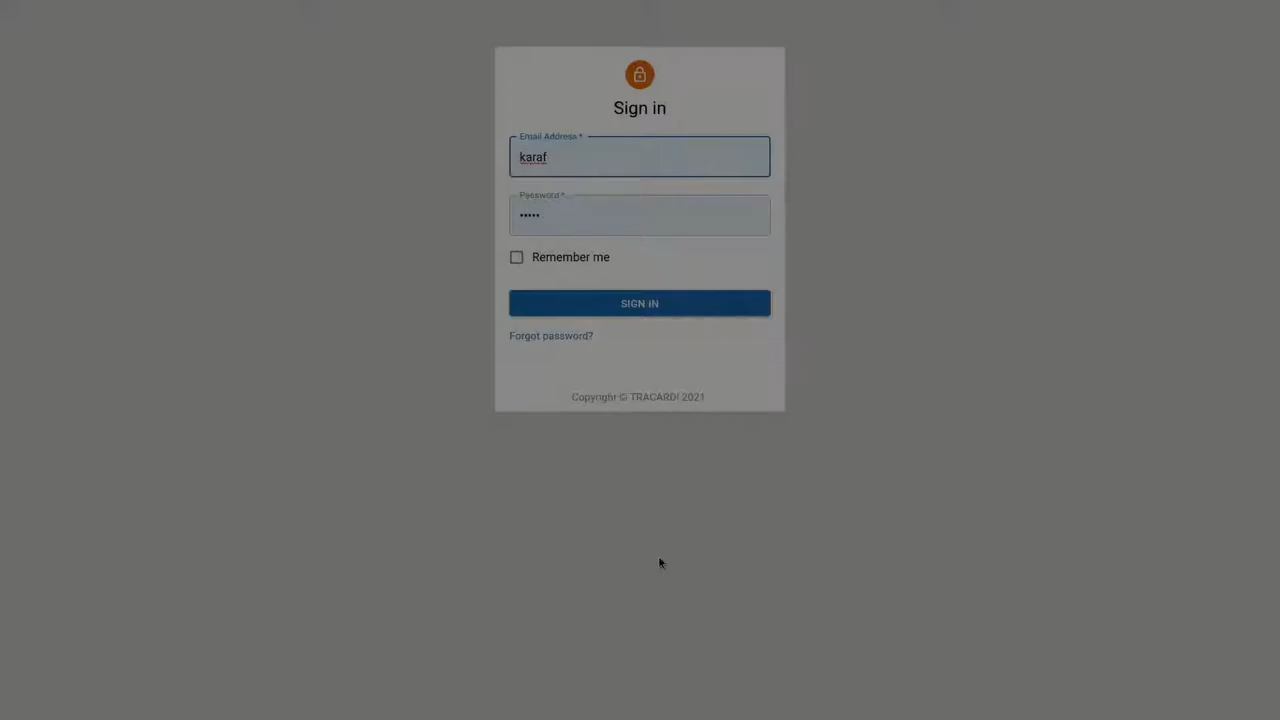 Sign in
Email Address *
karaf
Password *
•••••
Remember me
SIGN IN
Forgot password?
Copyright © TRACARDI 2021